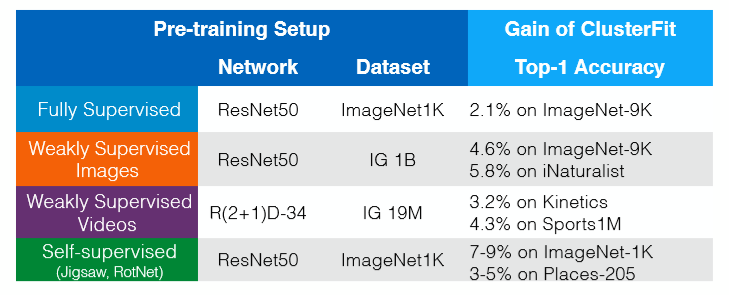 Pre-training Setup Gain of ClusterFit
Network Dataset Top-1 Accuracy
Fully Supervised ResNet50 ImageNet1K 2.1% on ImageNet-9K
Weakly Supervised
Images ResNet50 IG 1B 4.6% on ImageNet-9K
5.8% on iNaturalist
Weakly Supervised
Videos R(2+1)D-34 IG 19M 3.2% on Kinetics
4.3% on Sports1M
Self-supervised
(Jigsaw, RotNet) ResNet50 ImageNet1K 7-9% on ImageNet-1K
3-5% on Places-205